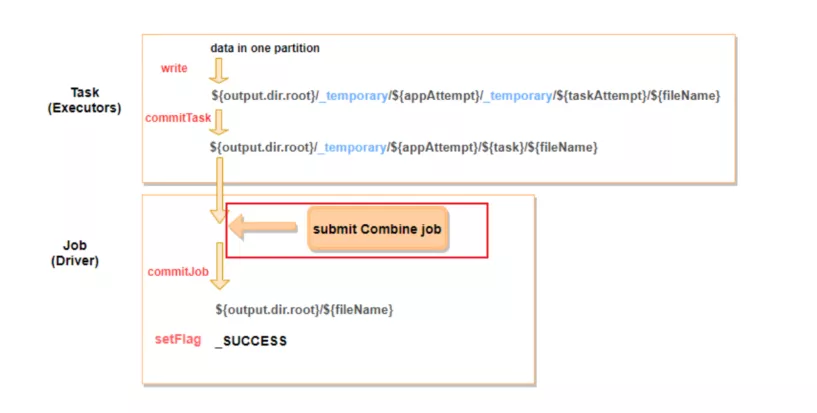 data in one partition
write
Task
(Executors)
${output.dir.root}/_temporary/${appAttempt}/_temporary/${taskAttempt}/${fileName}
commitTask
${output.dir.root}/_temporary/${appAttempt}/${task}/${fileName}
submit Combine job
Job
(Driver)
commitJob
${output.dir.root}/${fileName}
setFlag _SUCCESS